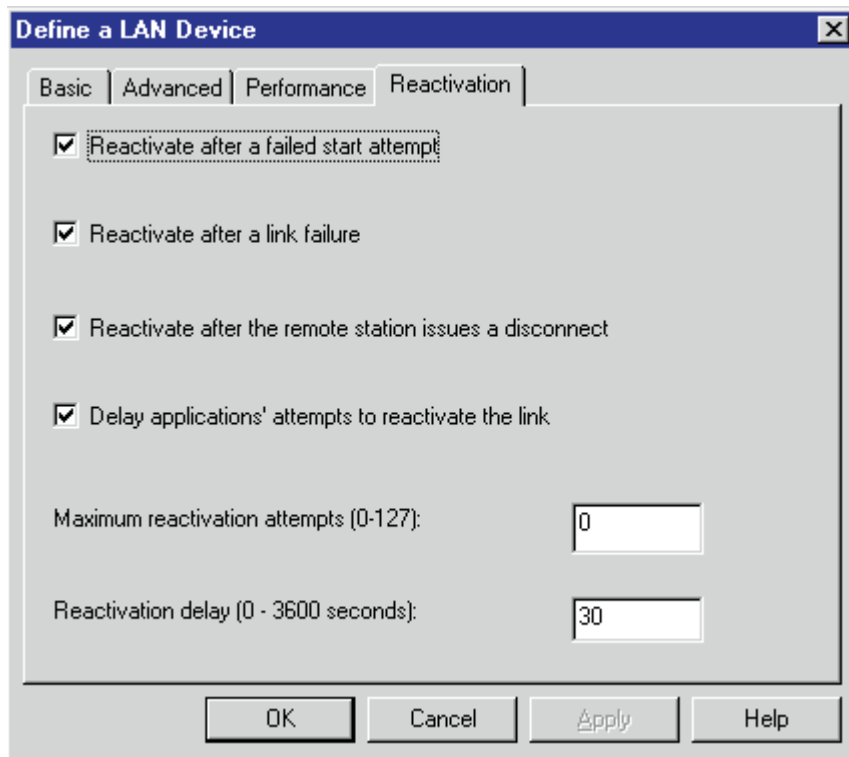 Define a LAN Device
Basic Advanced Performance Reactivation
Reactivate after a failed start attempt
Reactivate after a link failure
Reactivate after the remote station issues a disconnect
Delay applications' attempts to reactivate the link
Maximum reactivation attempts (0-127): 0
Reactivation delay (0 - 3600 seconds): 30
OK Cancel Apply Help